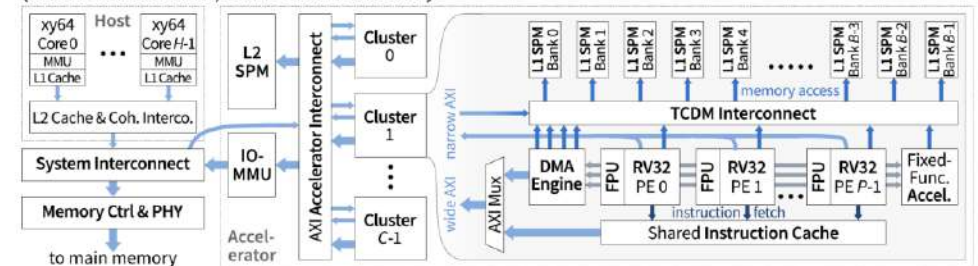 Host
xy64
Core 0
MMU
L1 Cache
•••
xy64
Core H-1
MMU
L1 Cache
L2 Cache & Coh. Interco.
System Interconnect
Memory Ctrl & PHY
to main memory
L2
SPM
IO-
MMU
Accel-
erator
AXI Accelerator Interconnect
Cluster
0
Cluster
1
Cluster
C-1
narrow AXI
wide AXI
L1 SPM
Bank 0
L1 SPM
Bank 1
L1 SPM
Bank 2
L1 SPM
Bank 3
L1 SPM
Bank 4
•••••
L1 SPM
Bank B-3
L1 SPM
Bank B-2
L1 SPM
Bank B-1
memory access
TCDM Interconnect
AXI Mux
DMA
Engine
FPU
RV32
PE 0
FPU
RV32
PE 1
•••
FPU
RV32
PE P-1
Fixed-
Func.
Accel.
instruction fetch
Shared Instruction Cache